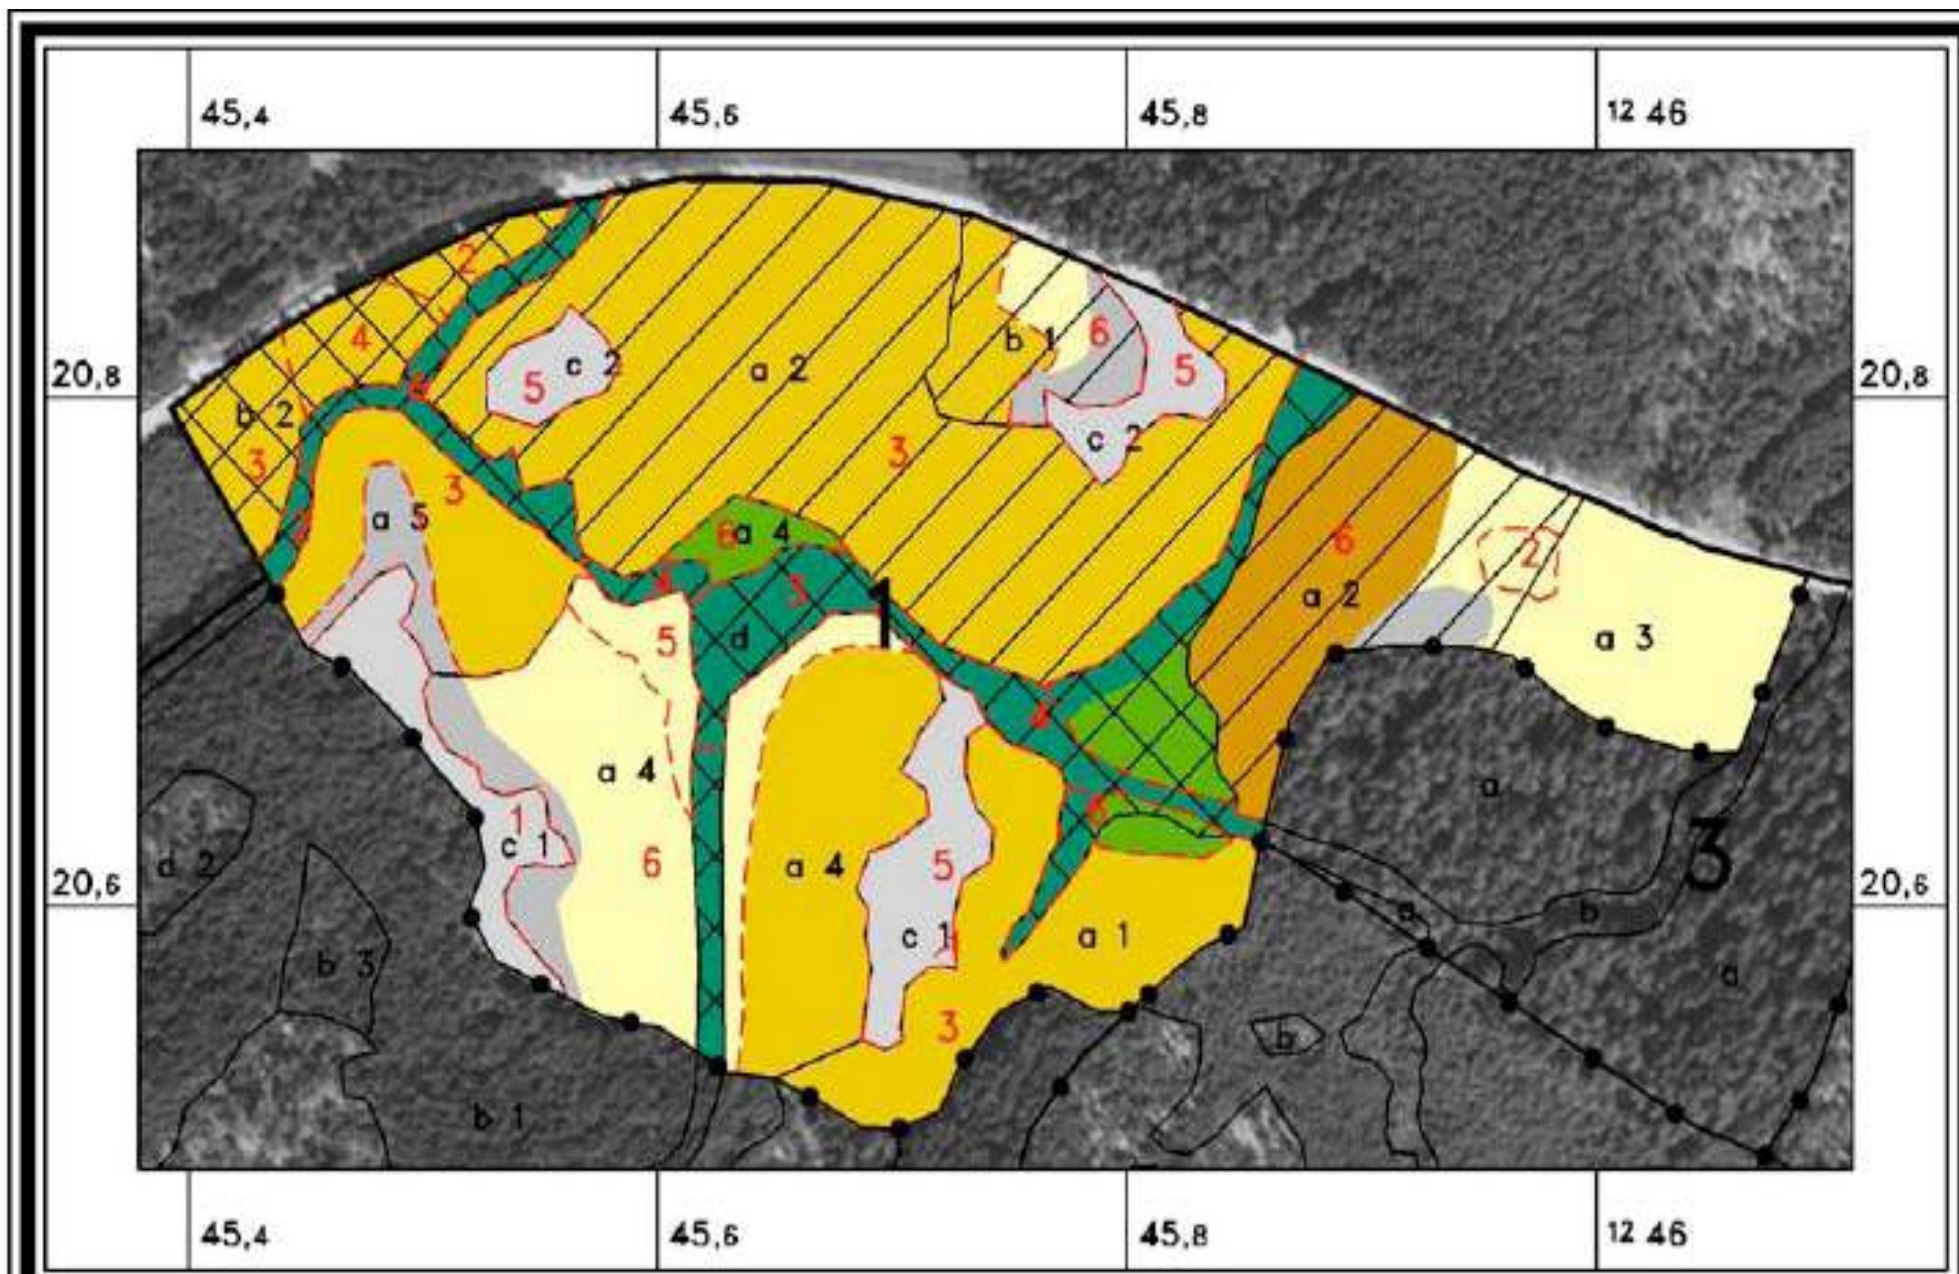 45,4 45,6 45,8 12 46
2
4 b 1 6
20,8 c 2 a 2 5 20,8
5
b 2 c 2
3 3 3
a 5 6 a 4 6 2
3 a 2
1
d 5 a 3
a 4 a
1
c 1 3
d 2 6 a 4 5
20,6 20,6
b
b 3 c 1 a 1 a
3 b
b 1
45,4 45,6 45,8 12 46